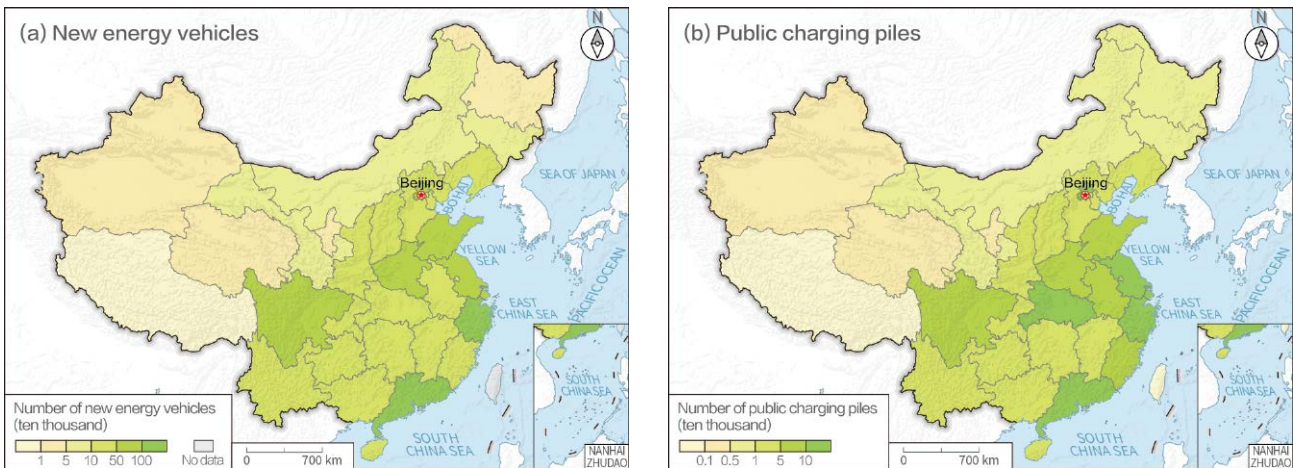 (a) New energy vehicles
N
Beijing
BOHAI
SEA OF JAPAN
YELLOW
SEA
EAST
CHINA SEA
PACIFIC OCEAN
SOUTH
CHINA SEA
SOUTH
CHINA SEA
NANHAI
ZHUDAO
Number of new energy vehicles
(ten thousand)
1 5 10 50 100 No data
0 700 km
(b) Public charging piles
N
Beijing
BOHAI
SEA OF JAPAN
YELLOW
SEA
EAST
CHINA SEA
PACIFIC OCEAN
SOUTH
CHINA SEA
SOUTH
CHINA SEA
NANHAI
ZHUDAO
Number of public charging piles
(ten thousand)
0.1 0.5 1 5 10
0 700 km